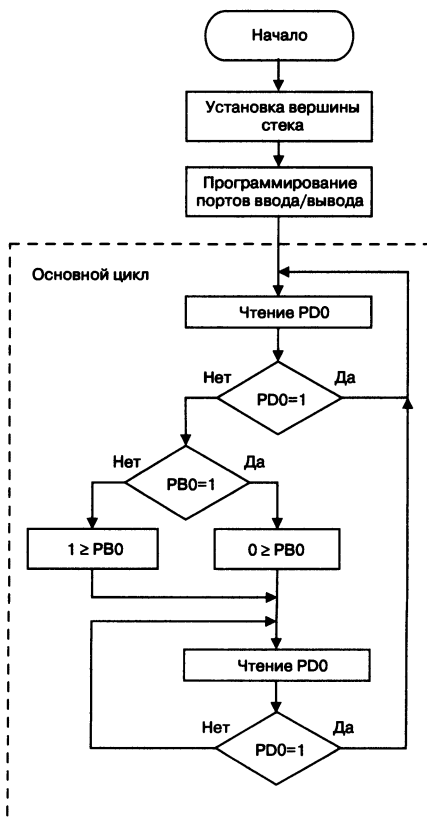 Начало
Установка вершины
стека
Программирование
портов ввода/вывода
Основной цикл
Чтение PD0
Нет
Да
PD0=1
Нет
Да
PB0=1
1 ≥ PB0
0 ≥ PB0
Чтение PD0
Нет
Да
PD0=1